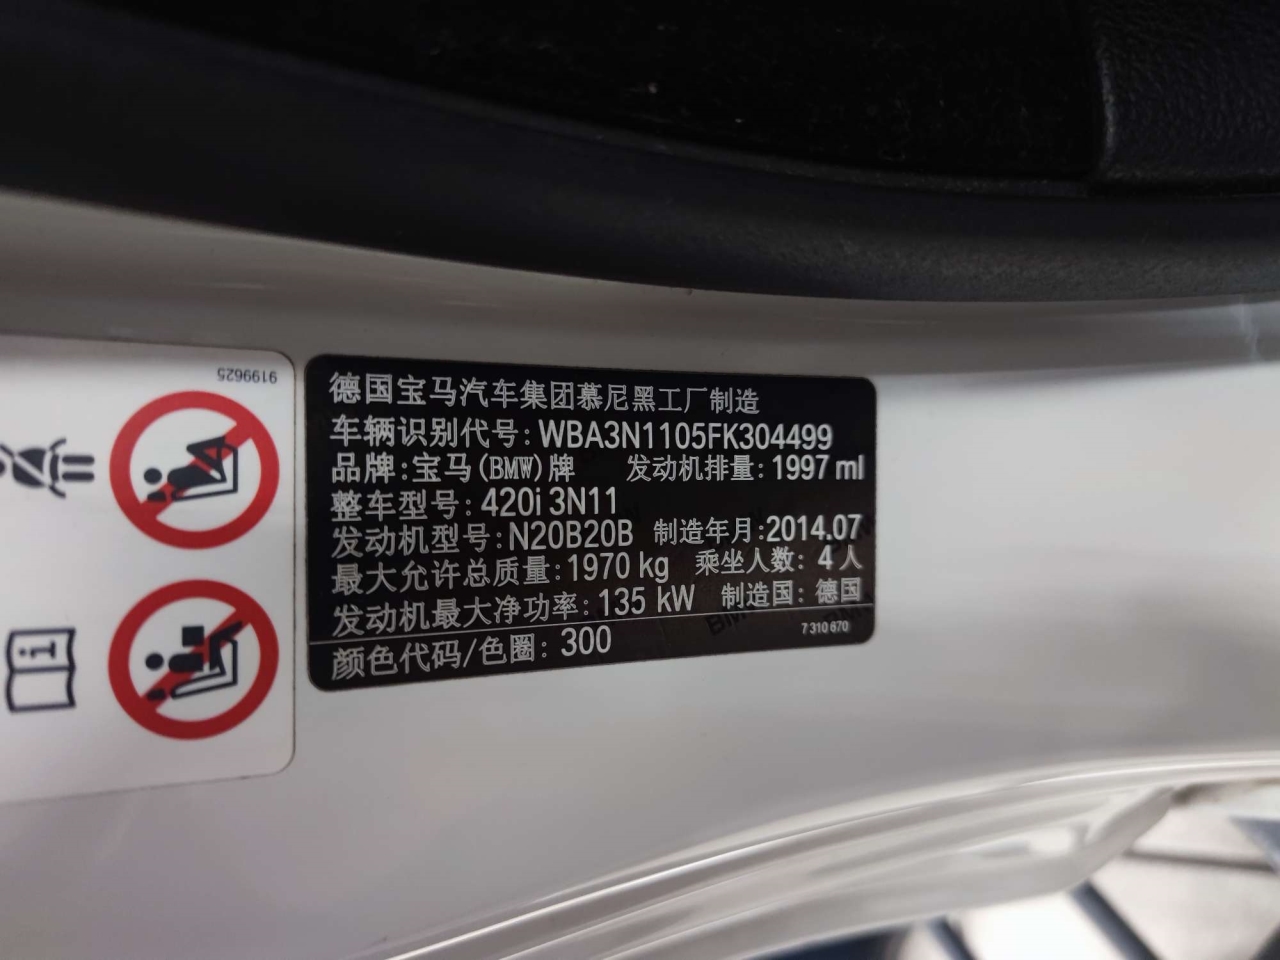 9199625
德国宝马汽车集团慕尼黑工厂制造
车辆识别代号: WBA3N1105FK304499
品牌:宝马(BMW)牌 发动机排量: 1997 ml
整车型号: 420i 3N11
发动机型号: N20B20B 制造年月:2014.07
最大允许总质量: 1970 kg 乘坐人数: 4 人
发动机最大净功率: 135 kW 制造国: 德国
颜色代码/色圈: 300
7 310 670